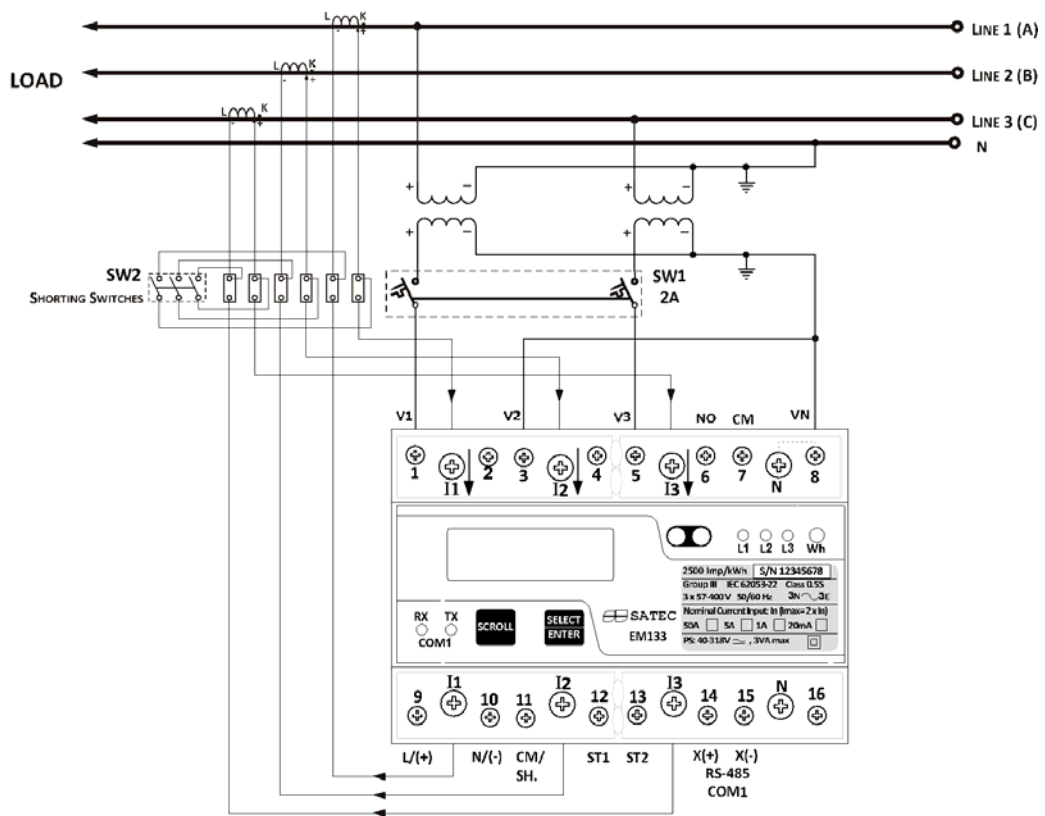 L K
- +
LINE 1 (A)
L K
- +
LINE 2 (B)
LOAD
L K
- +
LINE 3 (C)
N
+ -
+ -
+ -
+ -
SW2
SHORTING SWITCHES
SW1
2A
V1 V2 V3 NO CM VN
1 I1 2 3 I2 4 5 I3 6 7 N 8
L1 L2 L3 Wh
2500 Imp/kWh S/N 12345678
Group III IEC 62053-22 Class 0.5S
3 x 57-400 V 50/60 Hz 3N 3E
Nominal Current Input: In (Imax= 2 x In)
50A 5A 1A 20mA
PS: 40-318V , 3VA max
RX TX
COM1
SCROLL
SELECT
ENTER
SATEC
EM133
9 I1 10 11 I2 12 13 I3 14 15 N 16
L/(+) N/(-) CM/ ST1 ST2 X(+) X(-)
SH. RS-485
COM1